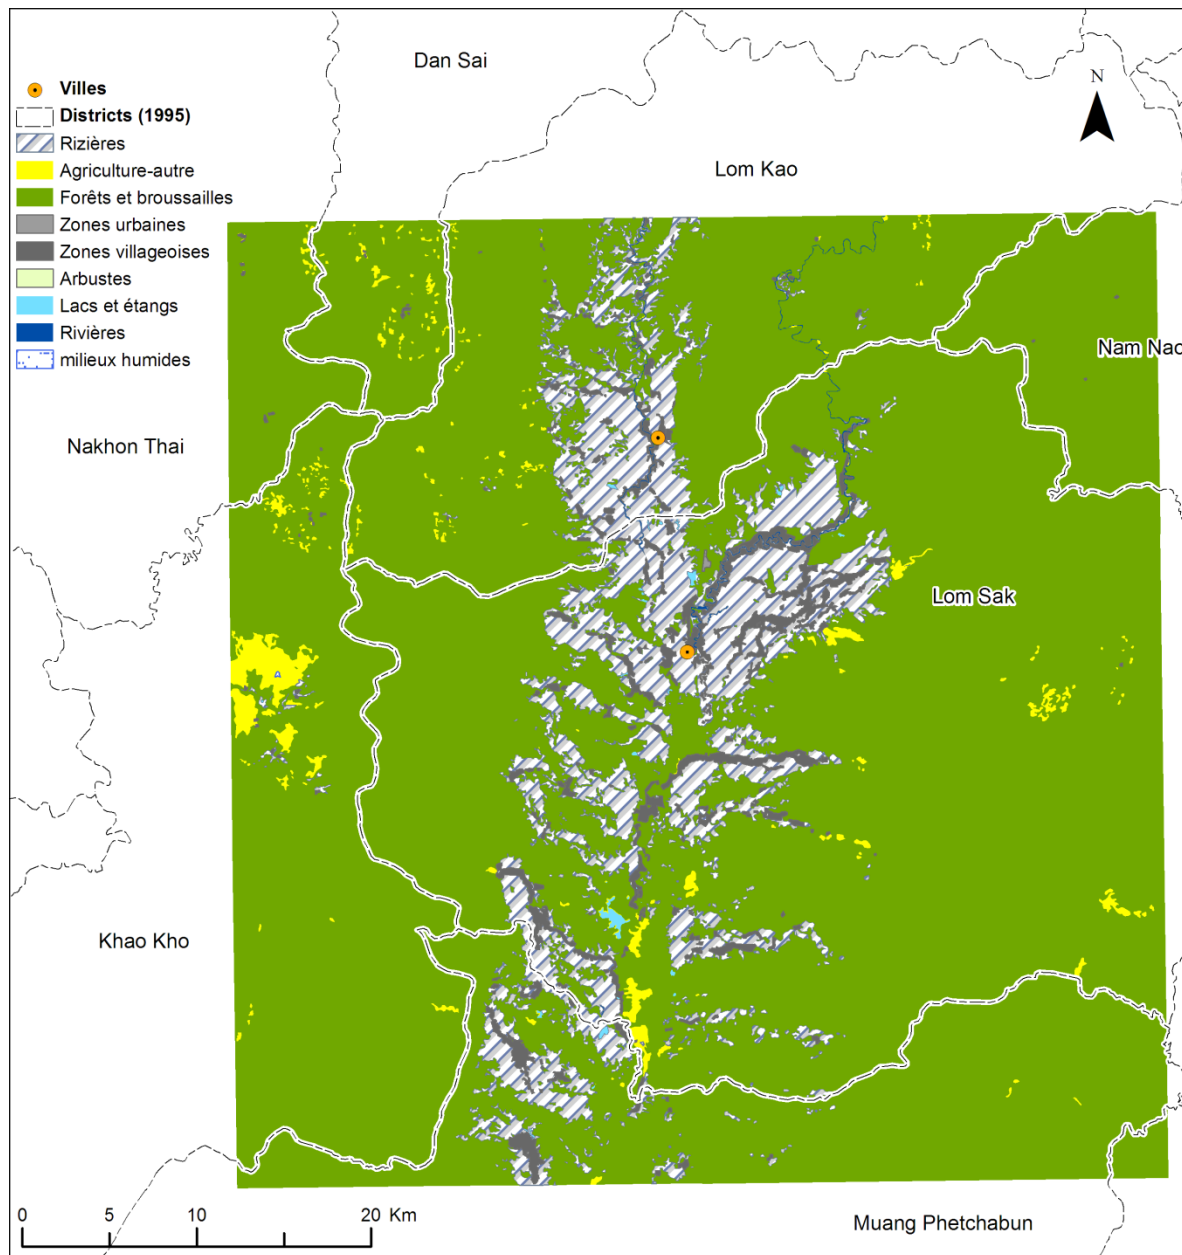 Dan Sai
N
Villes
Districts (1995)
Rizières
Agriculture-autre
Forêts et broussailles
Zones urbaines
Zones villageoises
Arbustes
Lacs et étangs
Rivières
milieux humides
Lom Kao
Nam Nao
Nakhon Thai
Lom Sak
Khao Kho
0 5 10 20 Km
Muang Phetchabun